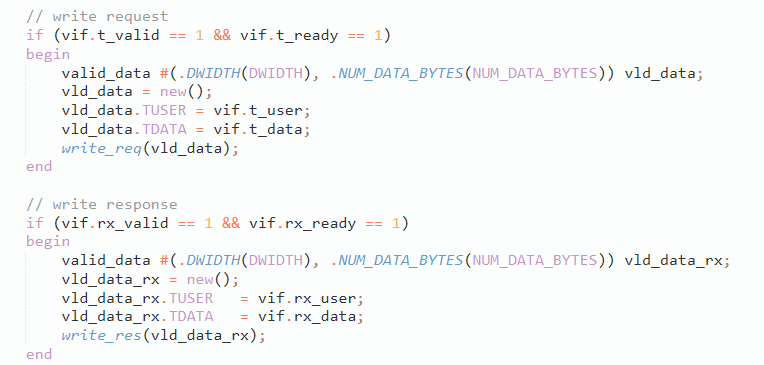 // write request
if (vif.t_valid == 1 && vif.t_ready == 1)
begin
    valid_data #(.DWIDTH(DWIDTH), .NUM_DATA_BYTES(NUM_DATA_BYTES)) vld_data;
    vld_data = new();
    vld_data.TUSER = vif.t_user;
    vld_data.TDATA = vif.t_data;
    write_req(vld_data);
end

// write response
if (vif.rx_valid == 1 && vif.rx_ready == 1)
begin
    valid_data #(.DWIDTH(DWIDTH), .NUM_DATA_BYTES(NUM_DATA_BYTES)) vld_data_rx;
    vld_data_rx = new();
    vld_data_rx.TUSER   = vif.rx_user;
    vld_data_rx.TDATA   = vif.rx_data;
    write_res(vld_data_rx);
end